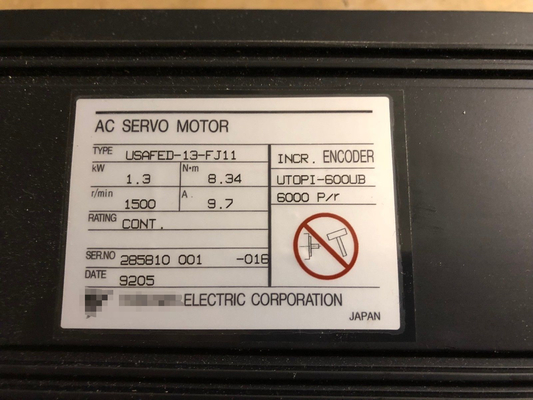 AC SERVO MOTOR
TYPE USAFED-13-FJ11
kW 1.3 N·m 8.34
r/min 1500 A 9.7
RATING CONT.
SER.NO 285810 001 -016
DATE 9205
INCR. ENCODER
UTOPI-600UB
6000 P/r
ELECTRIC CORPORATION
JAPAN